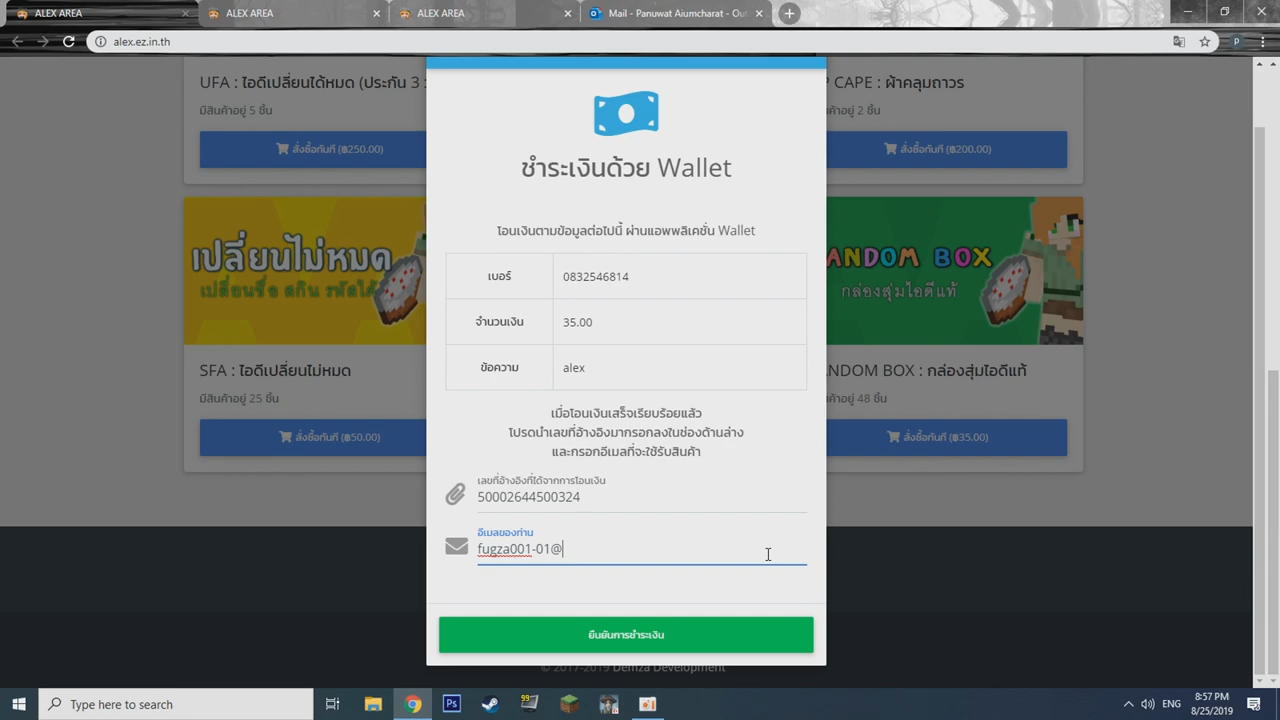 ALEX AREA
ALEX AREA
ALEX AREA
Mail - Panuwat Aiumcharat - Out
alex.ez.in.th
UFA : ไอดีเปลี่ยนได้หมด (ประกัน 3
มีสินค้าอยู่ 5 ชิ้น
สั่งซื้อทันที (฿250.00)
CAPE : ผ้าคลุมถาวร
มีสินค้าอยู่ 2 ชิ้น
สั่งซื้อทันที (฿200.00)
ชำระเงินด้วย Wallet
โอนเงินตามข้อมูลต่อไปนี้ ผ่านแอพพลิเคชั่น Wallet
เบอร์ 0832546814
จำนวนเงิน 35.00
ข้อความ alex
เมื่อโอนเงินเสร็จเรียบร้อยแล้ว
โปรดนำเลขที่อ้างอิงมากรอกลงในช่องด้านล่าง
และกรอกอีเมลที่จะใช้รับสินค้า
เลขที่อ้างอิงที่ได้จากการโอนเงิน
50002644500324
อีเมลของท่าน
fugza001-01@
ยืนยันการชำระเงิน
เปลี่ยนไม่หมด
เปลี่ยนชื่อ สกิน รหัสได้
SFA : ไอดีเปลี่ยนไม่หมด
มีสินค้าอยู่ 25 ชิ้น
สั่งซื้อทันที (฿50.00)
ANDOM BOX
กล่องสุ่มไอดีแท้
ANDOM BOX : กล่องสุ่มไอดีแท้
มีสินค้าอยู่ 48 ชิ้น
สั่งซื้อทันที (฿35.00)
© 2017-2019 Demza Development
Type here to search
99
ENG
8:57 PM
8/25/2019